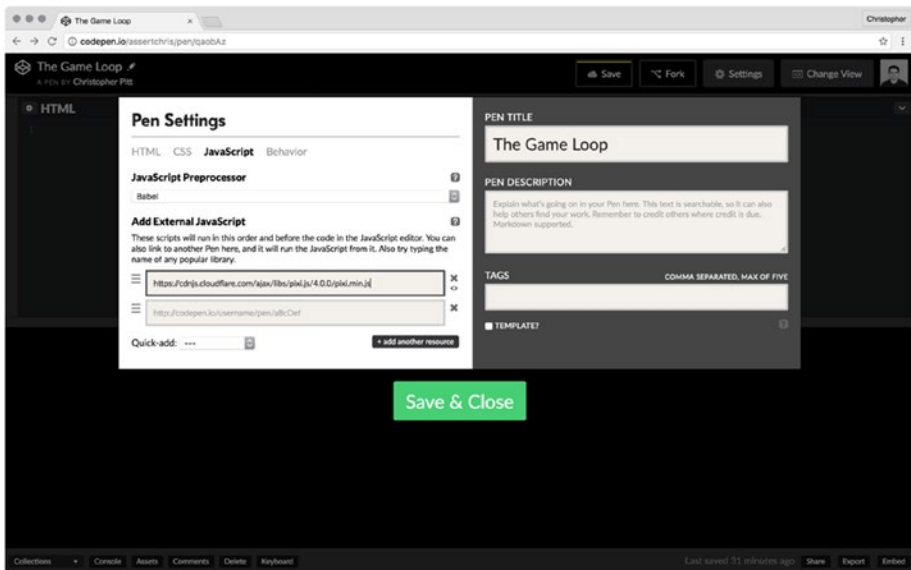 The Game Loop
Christopher
codepen.io/assertchris/pen/qaobAz
The Game Loop
A PEN BY Christopher Pitt
Save
Fork
Settings
Change View
HTML
1
Pen Settings
HTML CSS JavaScript Behavior
JavaScript Preprocessor
Babel
Add External JavaScript
These scripts will run in this order and before the code in the JavaScript editor. You can
also link to another Pen here, and it will run the JavaScript from it. Also try typing the
name of any popular library.
https://cdnjs.cloudflare.com/ajax/libs/pixi.js/4.0.0/pixi.min.js
http://codepen.io/username/pen/aBcDef
Quick-add: ---
+ add another resource
PEN TITLE
The Game Loop
PEN DESCRIPTION
Explain what's going on in your Pen here. This text is searchable, so it can also
help others find your work. Remember to credit others where credit is due.
Markdown supported.
TAGS COMMA SEPARATED, MAX OF FIVE
TEMPLATE?
Save & Close
Collections Console Assets Comments Delete Keyboard
Last saved 31 minutes ago Share Export Embed